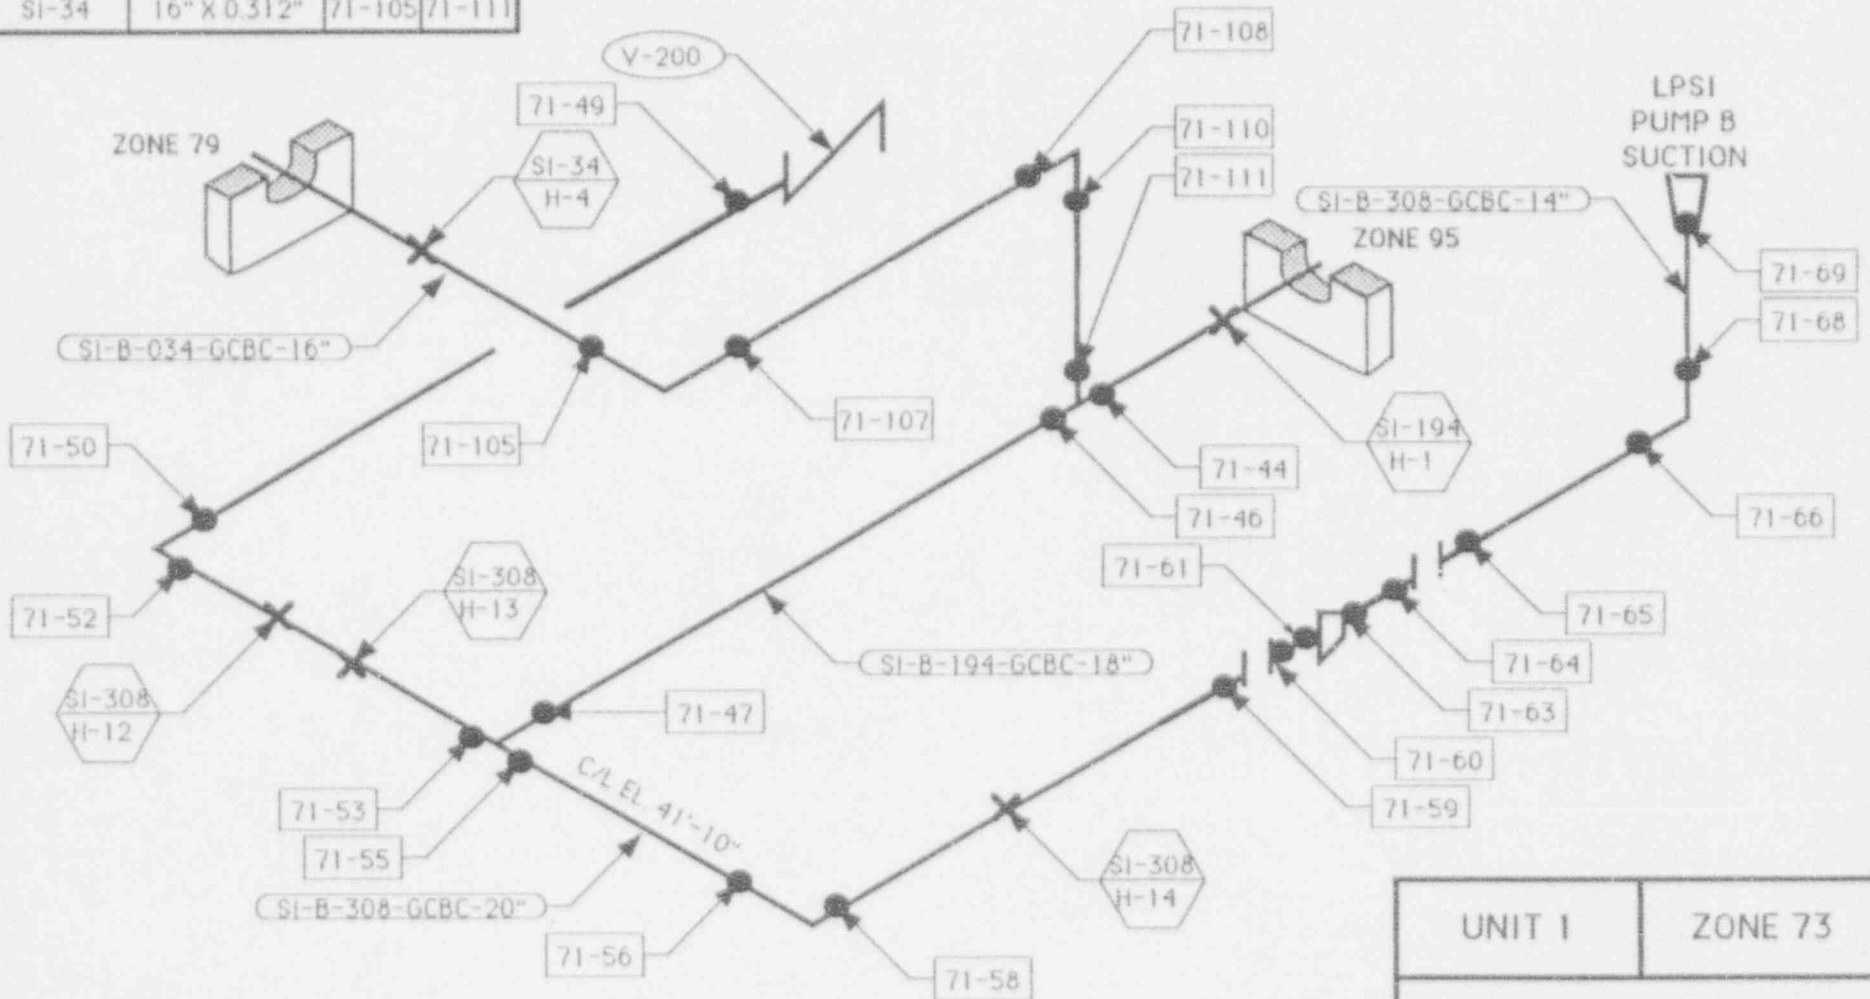 SI-34 16" X 0.312" 71-105 71-111
71-108
V-200
71-49
ZONE 79
SI-34
H-4
71-110
71-111
LPSI
PUMP B
SUCTION
SI-B-308-GCBC-14"
ZONE 95
71-69
71-68
SI-B-034-GCBC-16"
71-50
71-105
71-107
SI-194
H-1
71-44
71-46
71-66
71-61
71-52
SI-308
H-13
71-65
SI-B-194-GCBC-18"
71-64
SI-308
H-12
71-47
71-63
71-60
71-53
C/L EL. 41'-10"
71-59
71-55
SI-308
H-14
SI-B-308-GCBC-20"
71-56
71-58
UNIT 1
ZONE 73